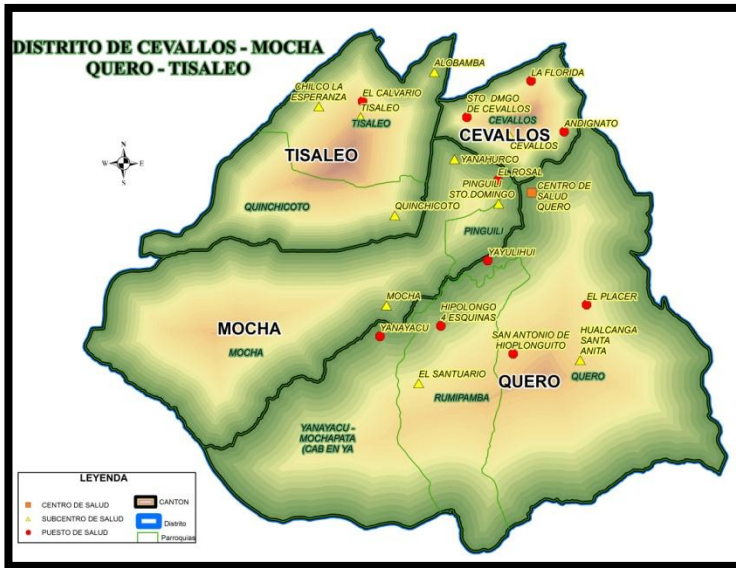 DISTRITO DE CEVALLOS - MOCHA
QUERO - TISALEO
ALOBAMBA
LA FLORIDA
CHILCO LA
ESPERANZA
EL CALVARIO
TISALEO
TISALEO
STO. DMGO
DE CEVALLOS
CEVALLOS
ANDIGNATO
CEVALLOS
CEVALLOS
TISALEO
YANAHURCO
EL ROSAL
PINGUILI
STO.DOMINGO
CENTRO DE
SALUD
QUERO
QUINCHICOTO
QUINCHICOTO
PINGUILI
YAYULIHUI
MOCHA
EL PLACER
HIPOLONGO
4 ESQUINAS
MOCHA
MOCHA
YANAYACU
SAN ANTONIO DE
HIOPLONGUITO
HUALCANGA
SANTA
ANITA
EL SANTUARIO
QUERO
QUERO
RUMIPAMBA
YANAYACU -
MOCHAPATA
(CAB EN YA
N
W E
S
LEYENDA
CENTRO DE SALUD
SUBCENTRO DE SALUD
PUESTO DE SALUD
CANTON
Distrito
Parroquias